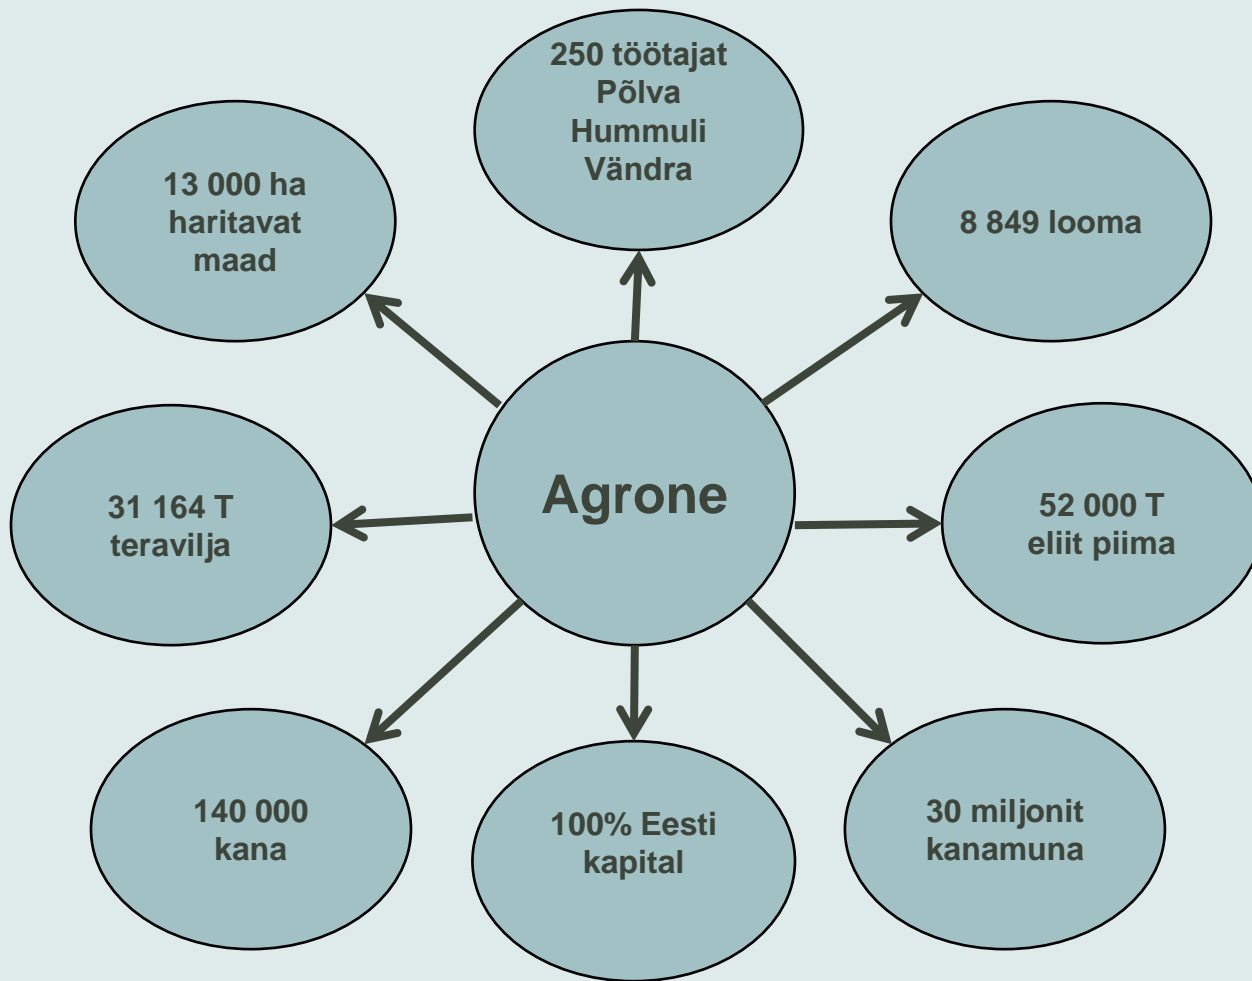 250 töötajat
Põlva
Hummuli
Vändra
13 000 ha
haritavat
maad
8 849 looma
Agrone
31 164 T
teravilja
52 000 T
eliit piima
140 000
kana
100% Eesti
kapital
30 miljonit
kanamuna